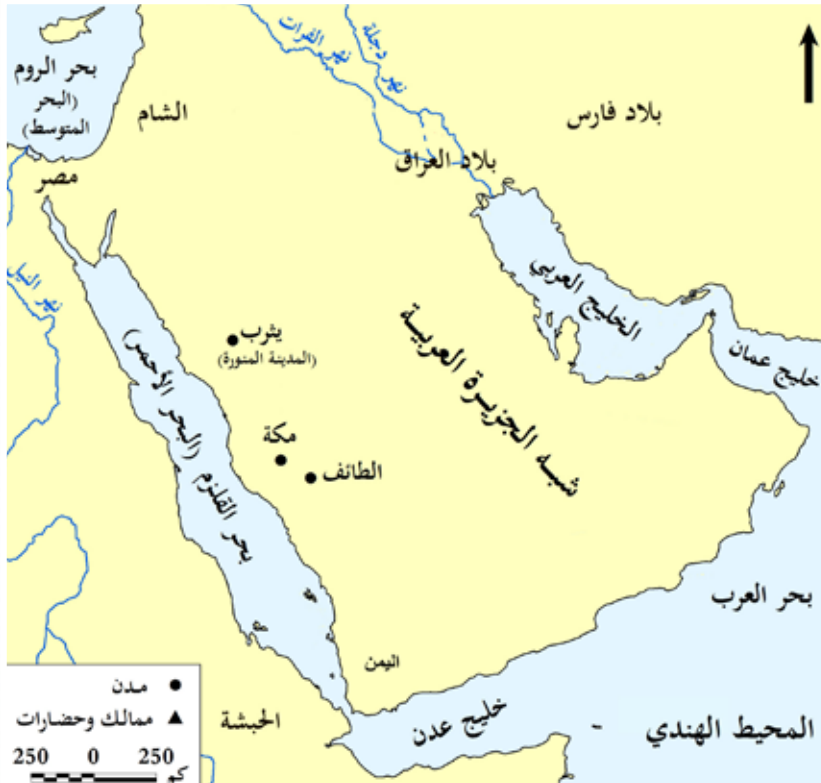 بحر الروم
(البحر
المتوسط)
نهر الفرات
نهر دجلة
الشام
بلاد فارس
بلاد العراق
مصر
نهر النيل
الخليج العربي
يثرب
(المدينة المنورة)
خليج عمان
شبه الجزيرة العربية
بحر القلزم (البحر الأحمر)
مكة
الطائف
بحر العرب
اليمن
الحبشة
خليج عدن
المحيط الهندي
مدن
ممالك وحضارات
250 0 250
كم